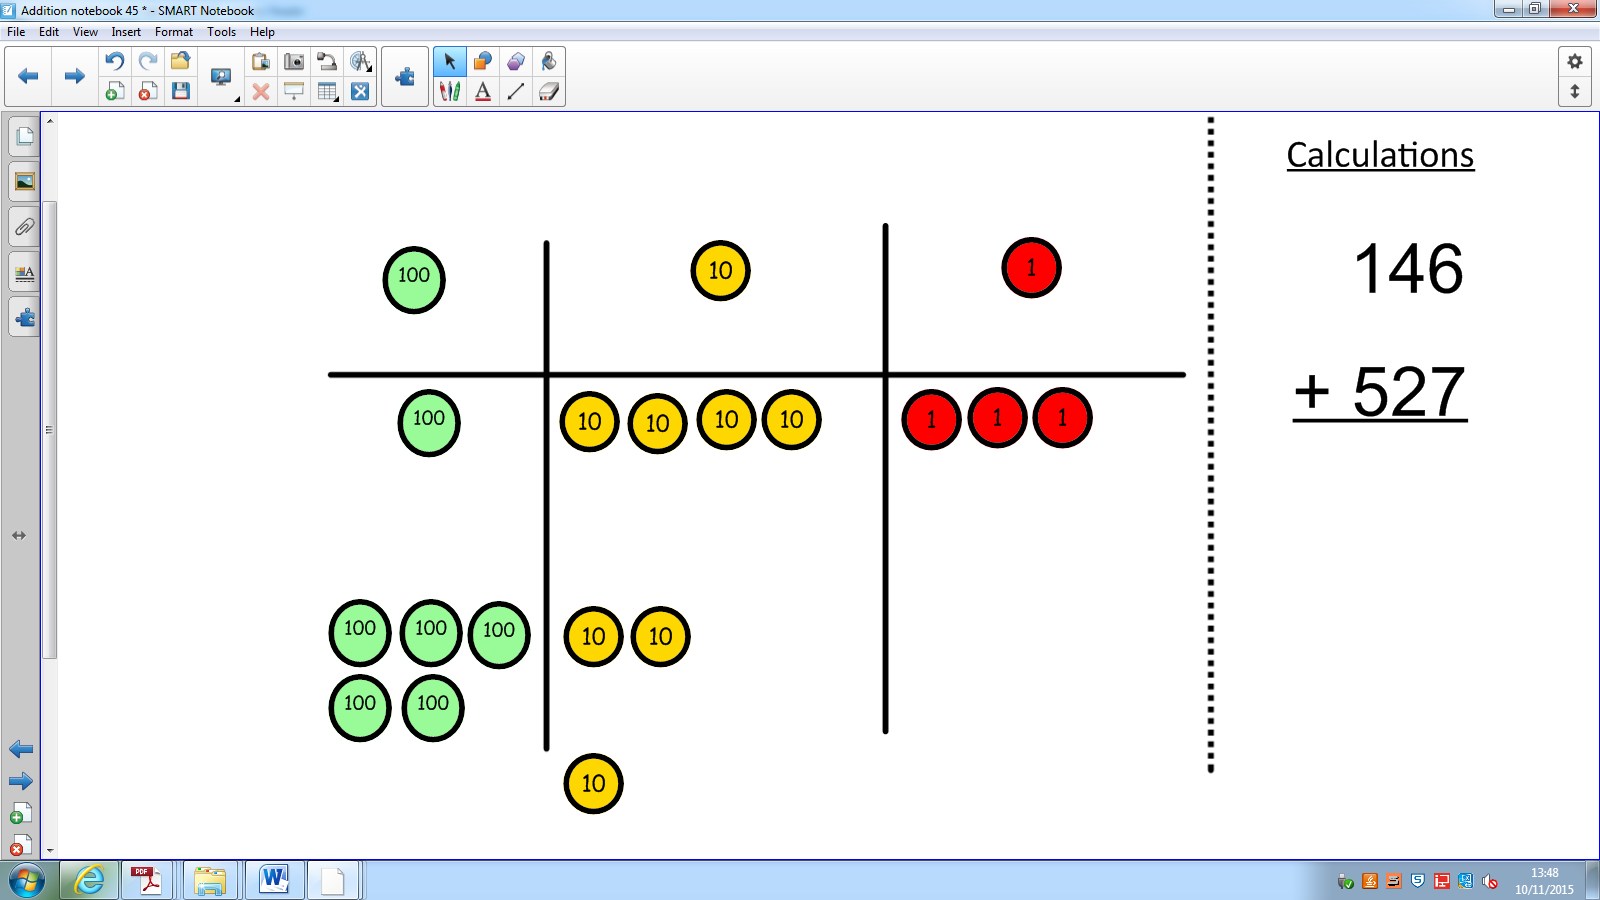 Addition notebook 45 * - SMART Notebook
File Edit View Insert Format Tools Help
Calculations
100 10 1
146
100 10 10 10 10 1 1 1
+ 527
100 100 100 10 10
100 100
10
PDF
W
13:48
10/11/2015